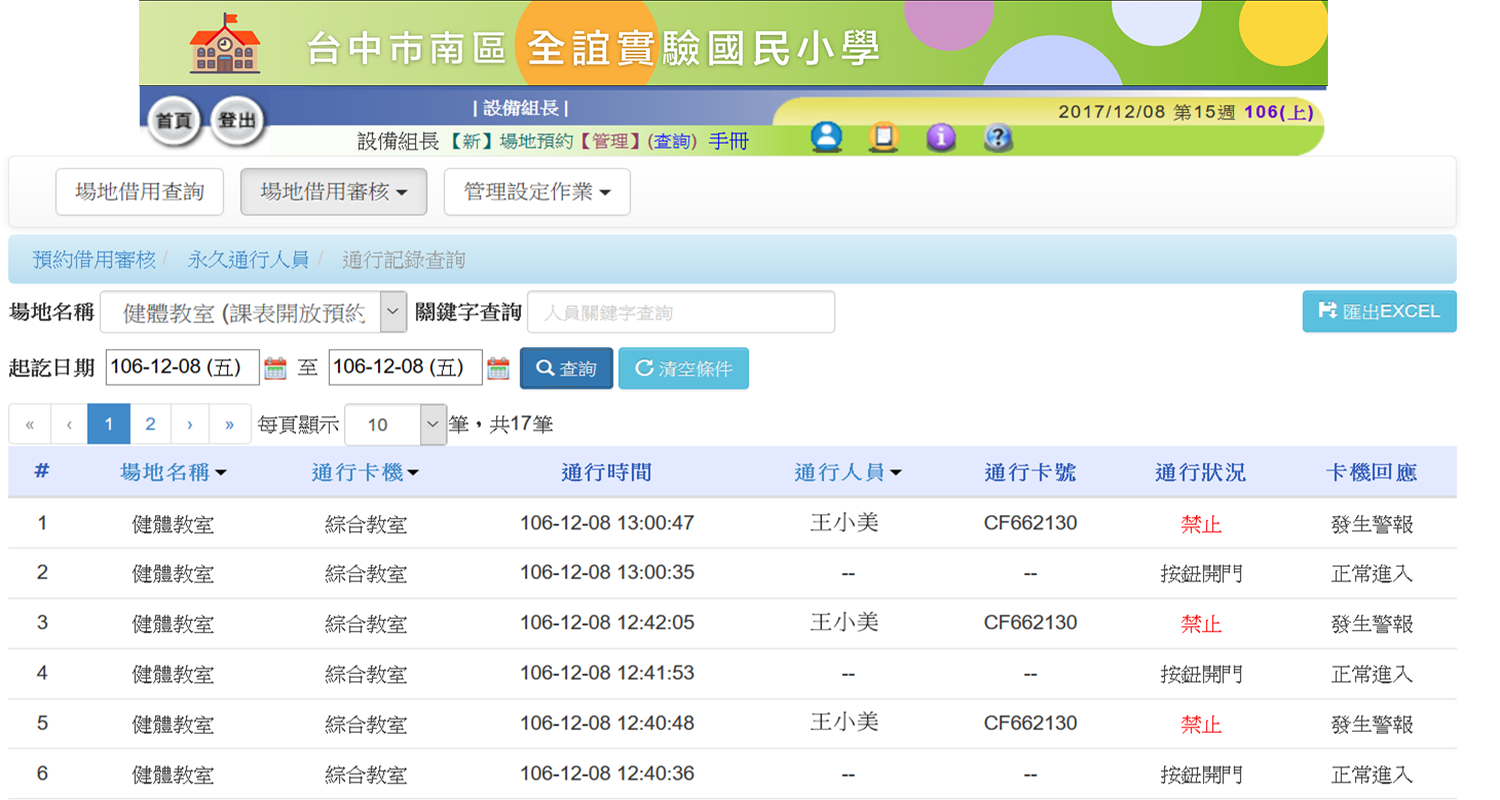 台中市南區 全誼實驗國民小學
首頁 登出 | 設備組長 | 2017/12/08 第15週 106(上)
設備組長 【新】場地預約【管理】(查詢) 手冊
場地借用查詢 場地借用審核 管理設定作業
預約借用審核 / 永久通行人員 / 通行記錄查詢
場地名稱 健體教室 (課表開放預約 關鍵字查詢 人員關鍵字查詢 匯出EXCEL
起訖日期 106-12-08 (五) 至 106-12-08 (五) 查詢 清空條件
« ‹ 1 2 › » 每頁顯示 10 筆，共17筆
# 場地名稱 通行卡機 通行時間 通行人員 通行卡號 通行狀況 卡機回應
1 健體教室 綜合教室 106-12-08 13:00:47 王小美 CF662130 禁止 發生警報
2 健體教室 綜合教室 106-12-08 13:00:35 -- -- 按鈕開門 正常進入
3 健體教室 綜合教室 106-12-08 12:42:05 王小美 CF662130 禁止 發生警報
4 健體教室 綜合教室 106-12-08 12:41:53 -- -- 按鈕開門 正常進入
5 健體教室 綜合教室 106-12-08 12:40:48 王小美 CF662130 禁止 發生警報
6 健體教室 綜合教室 106-12-08 12:40:36 -- -- 按鈕開門 正常進入